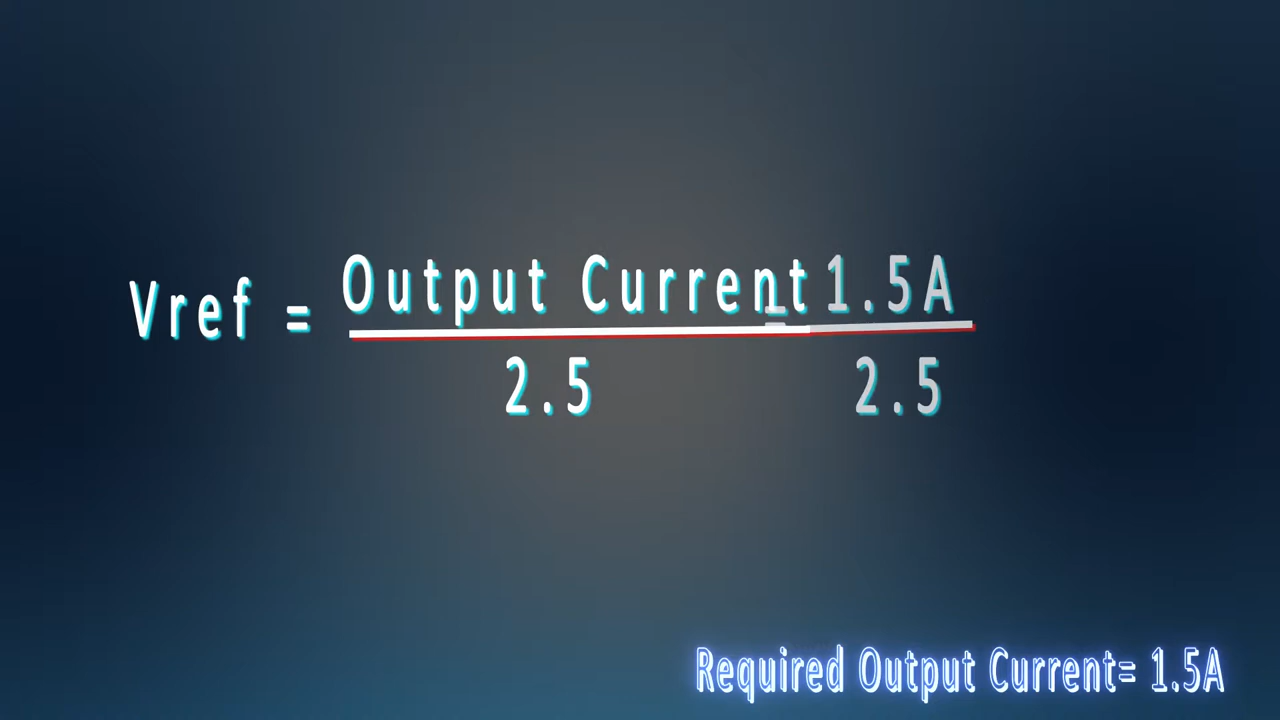 Vref = Output Current = 1.5A
2.5 2.5
Required Output Current= 1.5A